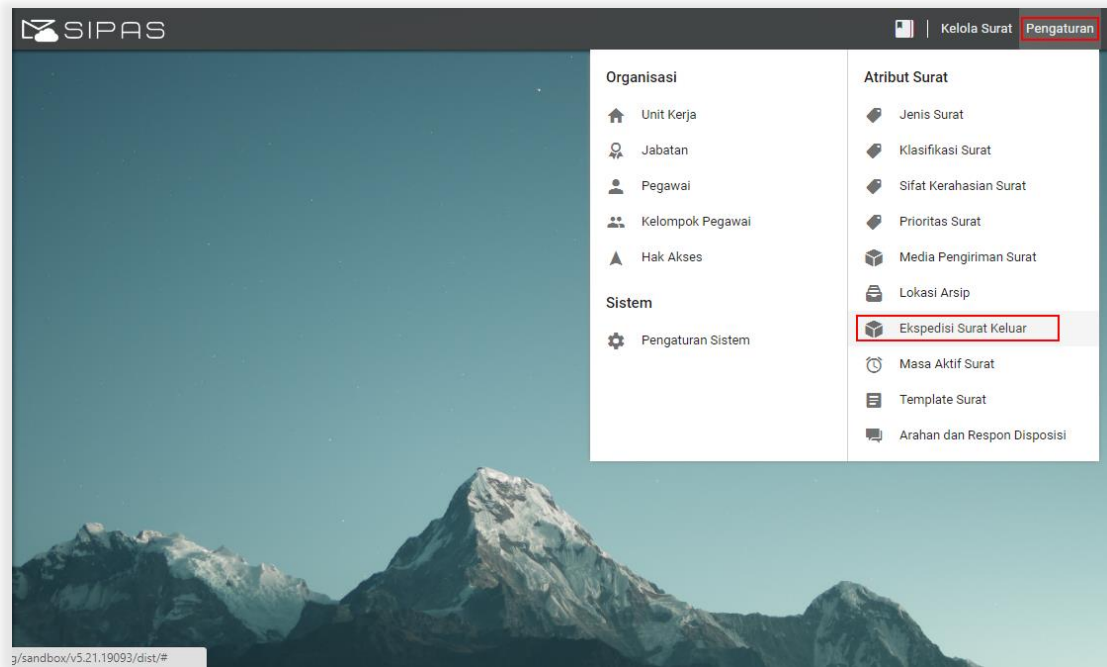 SIPAS
Kelola Surat
Pengaturan
Organisasi
Unit Kerja
Jabatan
Pegawai
Kelompok Pegawai
Hak Akses
Sistem
Pengaturan Sistem
Atribut Surat
Jenis Surat
Klasifikasi Surat
Sifat Kerahasian Surat
Prioritas Surat
Media Pengiriman Surat
Lokasi Arsip
Ekspedisi Surat Keluar
Masa Aktif Surat
Template Surat
Arahan dan Respon Disposisi
g/sandbox/v5.21.19093/dist/#